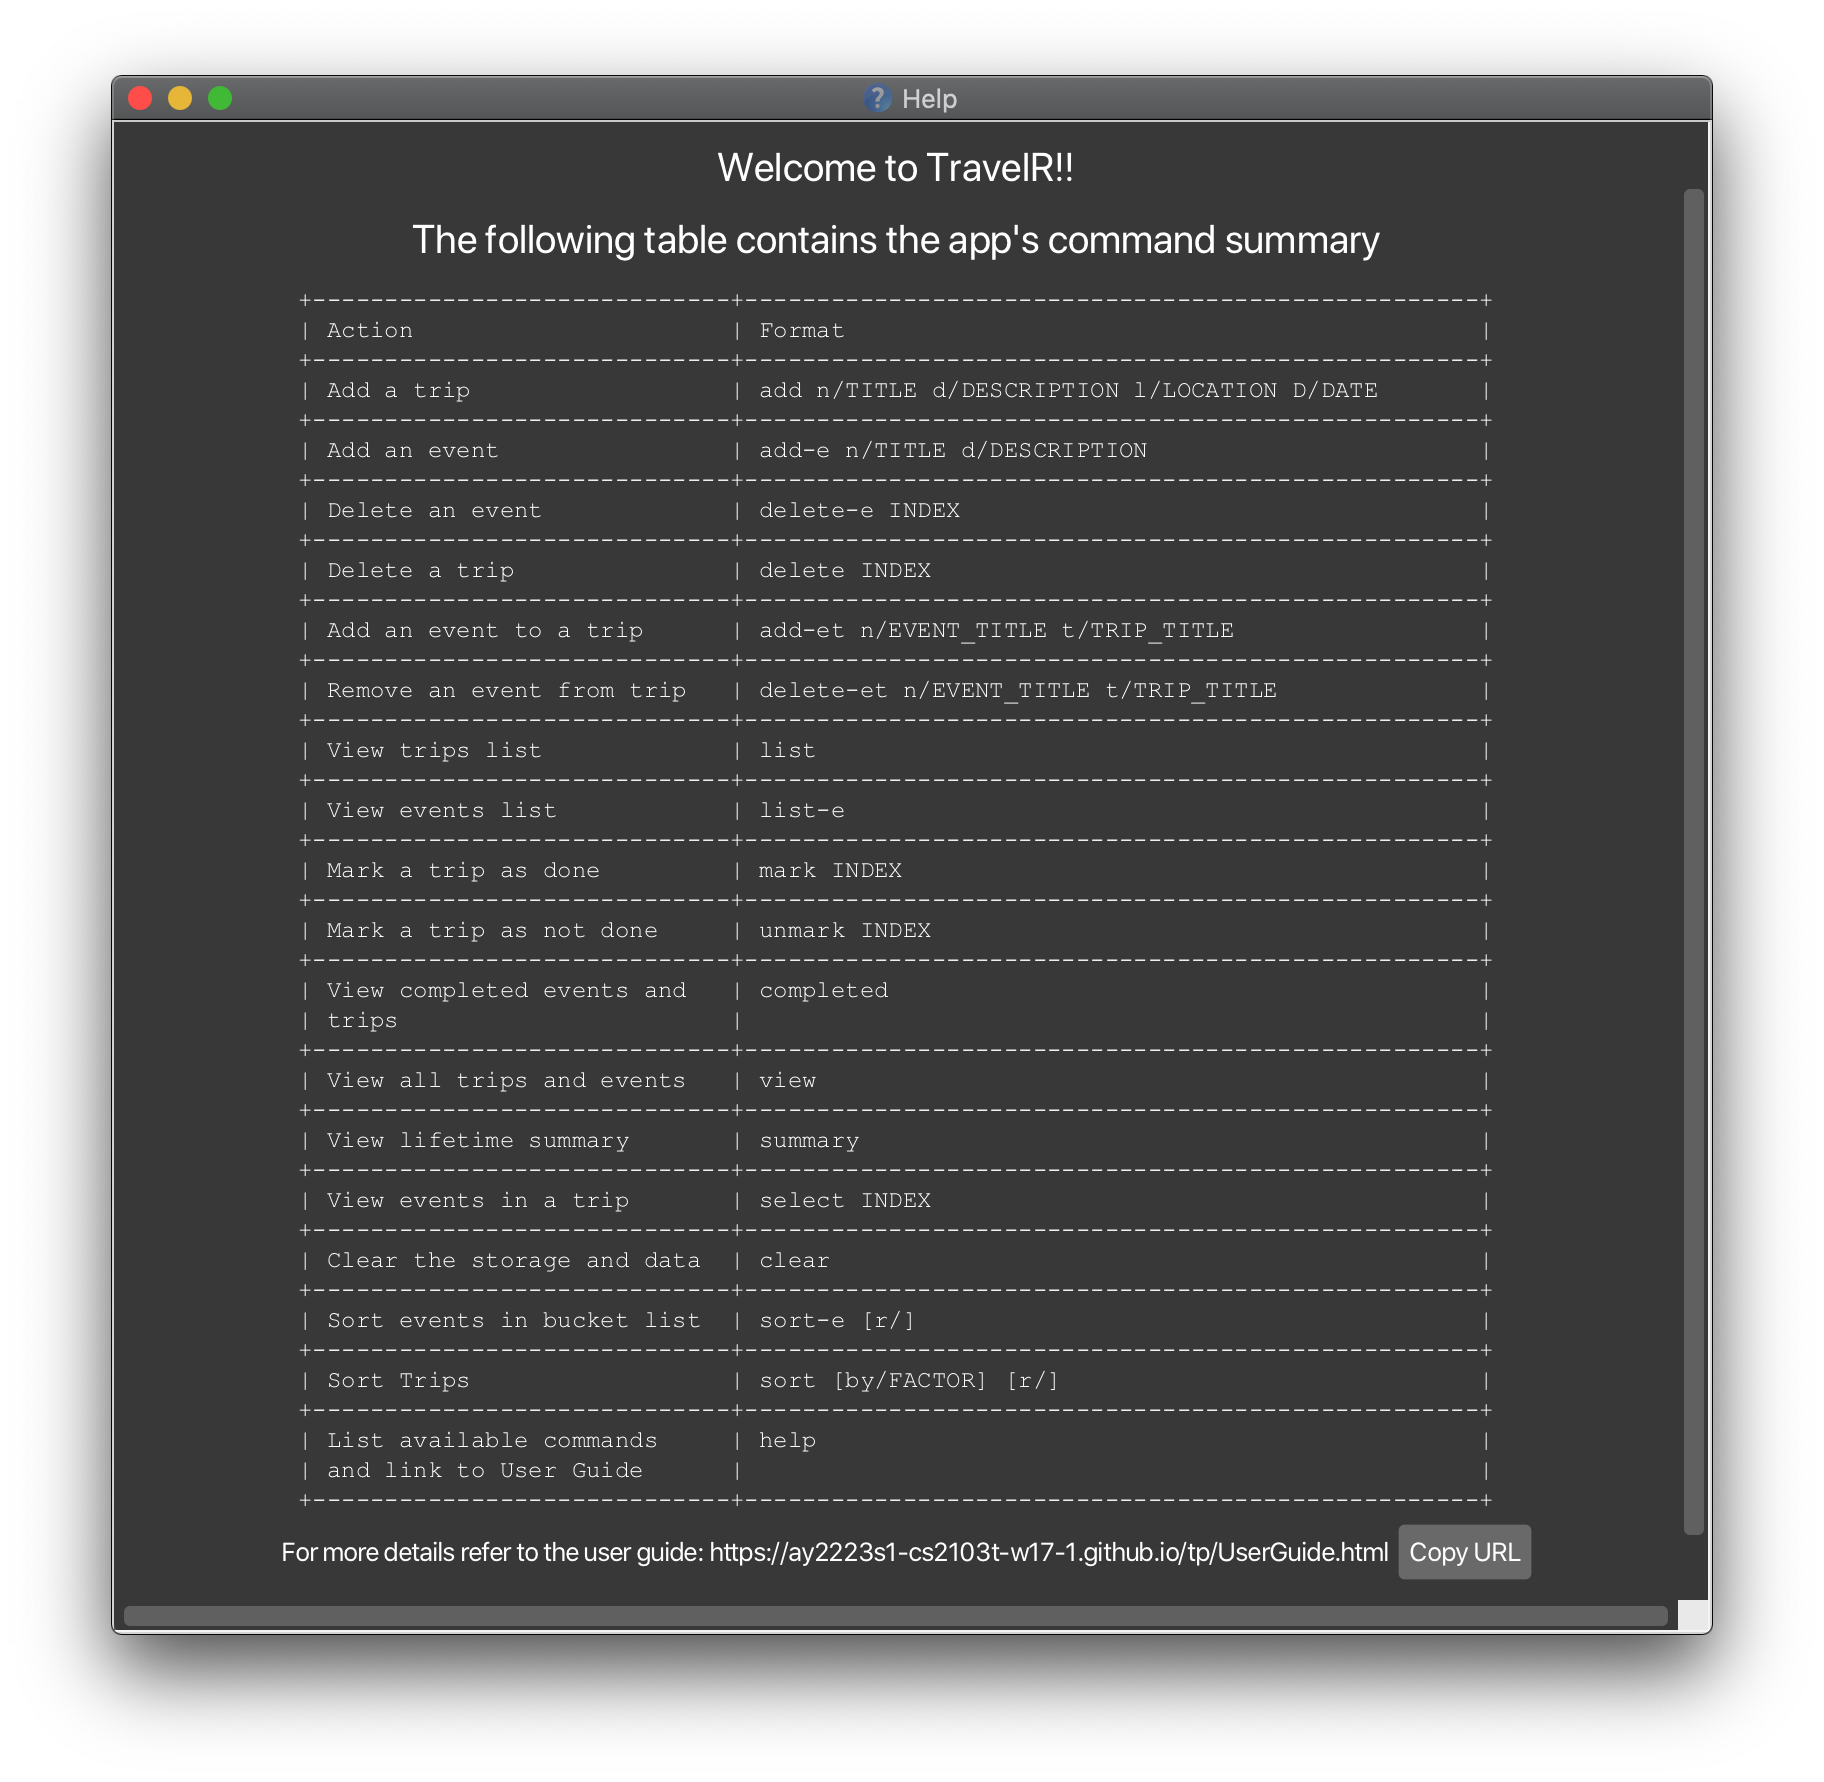 Help
Welcome to TravelR!!
The following table contains the app's command summary
+-----------------------------+---------------------------------------------------+
| Action                      | Format                                            |
+-----------------------------+---------------------------------------------------+
| Add a trip                  | add n/TITLE d/DESCRIPTION l/LOCATION D/DATE       |
+-----------------------------+---------------------------------------------------+
| Add an event                | add-e n/TITLE d/DESCRIPTION                       |
+-----------------------------+---------------------------------------------------+
| Delete an event             | delete-e INDEX                                    |
+-----------------------------+---------------------------------------------------+
| Delete a trip               | delete INDEX                                      |
+-----------------------------+---------------------------------------------------+
| Add an event to a trip      | add-et n/EVENT_TITLE t/TRIP_TITLE                 |
+-----------------------------+---------------------------------------------------+
| Remove an event from trip   | delete-et n/EVENT_TITLE t/TRIP_TITLE              |
+-----------------------------+---------------------------------------------------+
| View trips list             | list                                              |
+-----------------------------+---------------------------------------------------+
| View events list            | list-e                                            |
+-----------------------------+---------------------------------------------------+
| Mark a trip as done         | mark INDEX                                        |
+-----------------------------+---------------------------------------------------+
| Mark a trip as not done     | unmark INDEX                                      |
+-----------------------------+---------------------------------------------------+
| View completed events and   | completed                                         |
| trips                       |                                                   |
+-----------------------------+---------------------------------------------------+
| View all trips and events   | view                                              |
+-----------------------------+---------------------------------------------------+
| View lifetime summary       | summary                                           |
+-----------------------------+---------------------------------------------------+
| View events in a trip       | select INDEX                                      |
+-----------------------------+---------------------------------------------------+
| Clear the storage and data  | clear                                             |
+-----------------------------+---------------------------------------------------+
| Sort events in bucket list  | sort-e [r/]                                       |
+-----------------------------+---------------------------------------------------+
| Sort Trips                  | sort [by/FACTOR] [r/]                             |
+-----------------------------+---------------------------------------------------+
| List available commands     | help                                              |
| and link to User Guide      |                                                   |
+-----------------------------+---------------------------------------------------+
For more details refer to the user guide: https://ay2223s1-cs2103t-w17-1.github.io/tp/UserGuide.html Copy URL